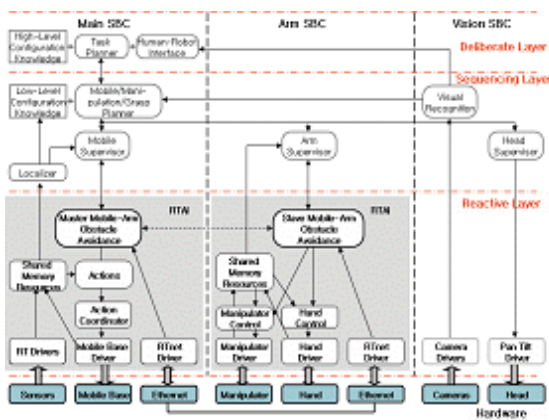 Main SBC
Arm SBC
Vision SBC
High-Level
Configuration
Knowledge
Task
Planner
Human-Robot
Interface
Deliberate Layer
Sequencing Layer
Low-Level
Configuration
Knowledge
Mobile/Mani-
pulation/Grasp
Planner
Visual
Recognition
Mobile
Supervisor
Arm
Supervisor
Head
Supervisor
Localizer
Reactive Layer
RTAI
RTAI
Master Mobile-Arm
Obstacle
Avoidance
Slave Mobile-Arm
Obstacle
Avoidance
Shared
Memory
Resources
Actions
Shared
Memory
Resources
Action
Coordinator
Manipulator
Control
Hand
Control
RT Drivers
Mobile Base
Driver
RTnet
Driver
Manipulator
Driver
Hand
Driver
RTnet
Driver
Camera
Drivers
Pan Tilt
Driver
Sensors
Mobile Base
Ethernet
Manipulator
Hand
Ethernet
Cameras
Head
Hardware